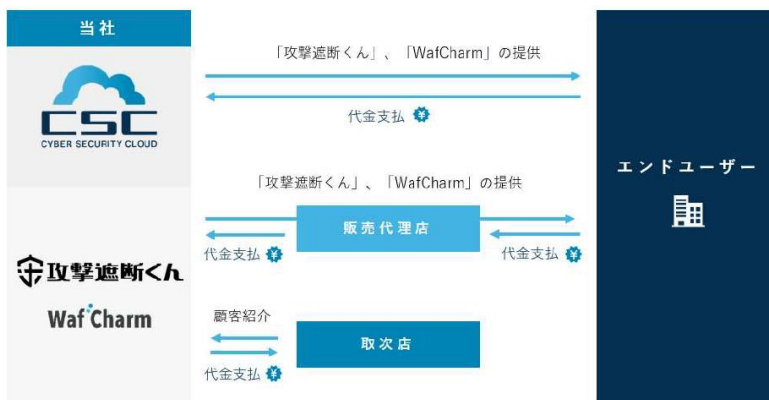 当社
CSC
CYBER SECURITY CLOUD
攻撃遮断くん
WafCharm
「攻撃遮断くん」、「WafCharm」の提供
代金支払 ¥
「攻撃遮断くん」、「WafCharm」の提供
販売代理店
代金支払 ¥
代金支払 ¥
顧客紹介
取次店
代金支払 ¥
エンドユーザー